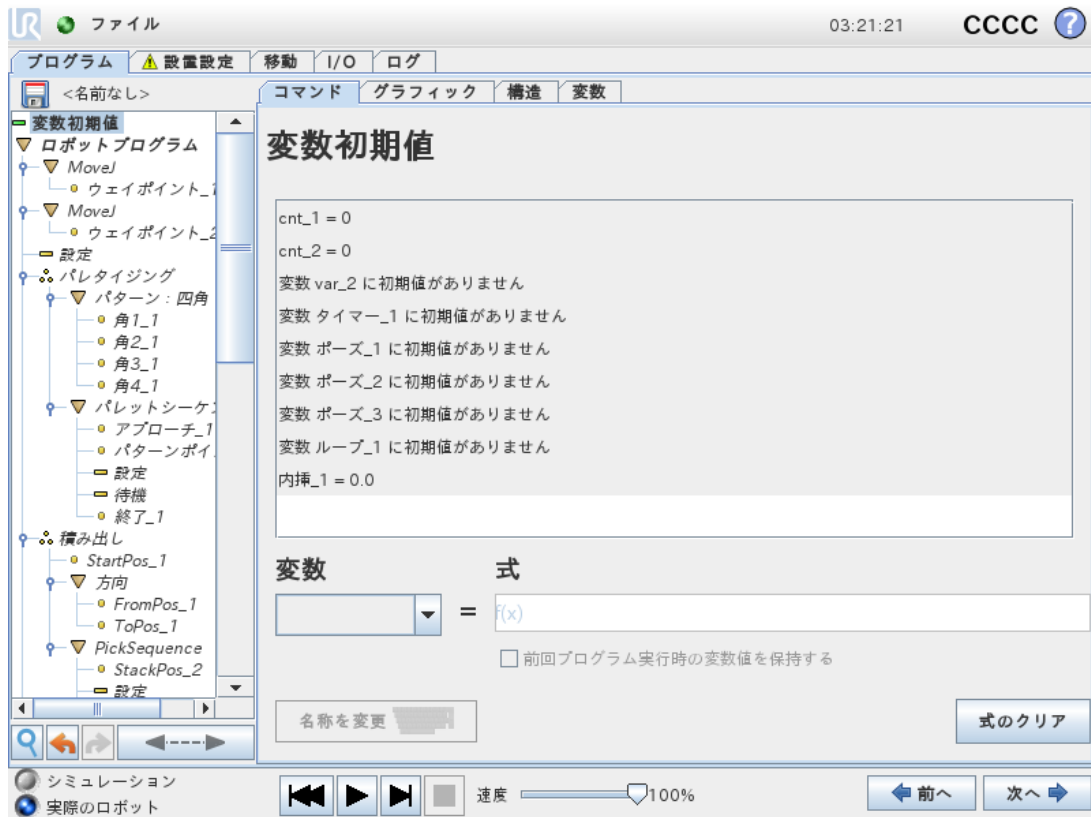 UR ファイル 03:21:21 CCCC ?
プログラム 設置設定 移動 I/O ログ
<名前なし>
コマンド グラフィック 構造 変数
変数初期値
ロボットプログラム
MoveJ
ウェイポイント_1
MoveJ
ウェイポイント_2
設定
パレタイジング
パターン : 四角
角1_1
角2_1
角3_1
角4_1
パレットシーケン
アプローチ_1
パターンポイ
設定
待機
終了_1
積み出し
StartPos_1
方向
FromPos_1
ToPos_1
PickSequence
StackPos_2
設定
変数初期値
cnt_1 = 0
cnt_2 = 0
変数 var_2 に初期値がありません
変数 タイマー_1 に初期値がありません
変数 ポーズ_1 に初期値がありません
変数 ポーズ_2 に初期値がありません
変数 ポーズ_3 に初期値がありません
変数 ループ_1 に初期値がありません
内挿_1 = 0.0
変数 式
= f(x)
前回プログラム実行時の変数値を保持する
名称を変更
式のクリア
シミュレーション
実際のロボット
速度 100%
前へ 次へ